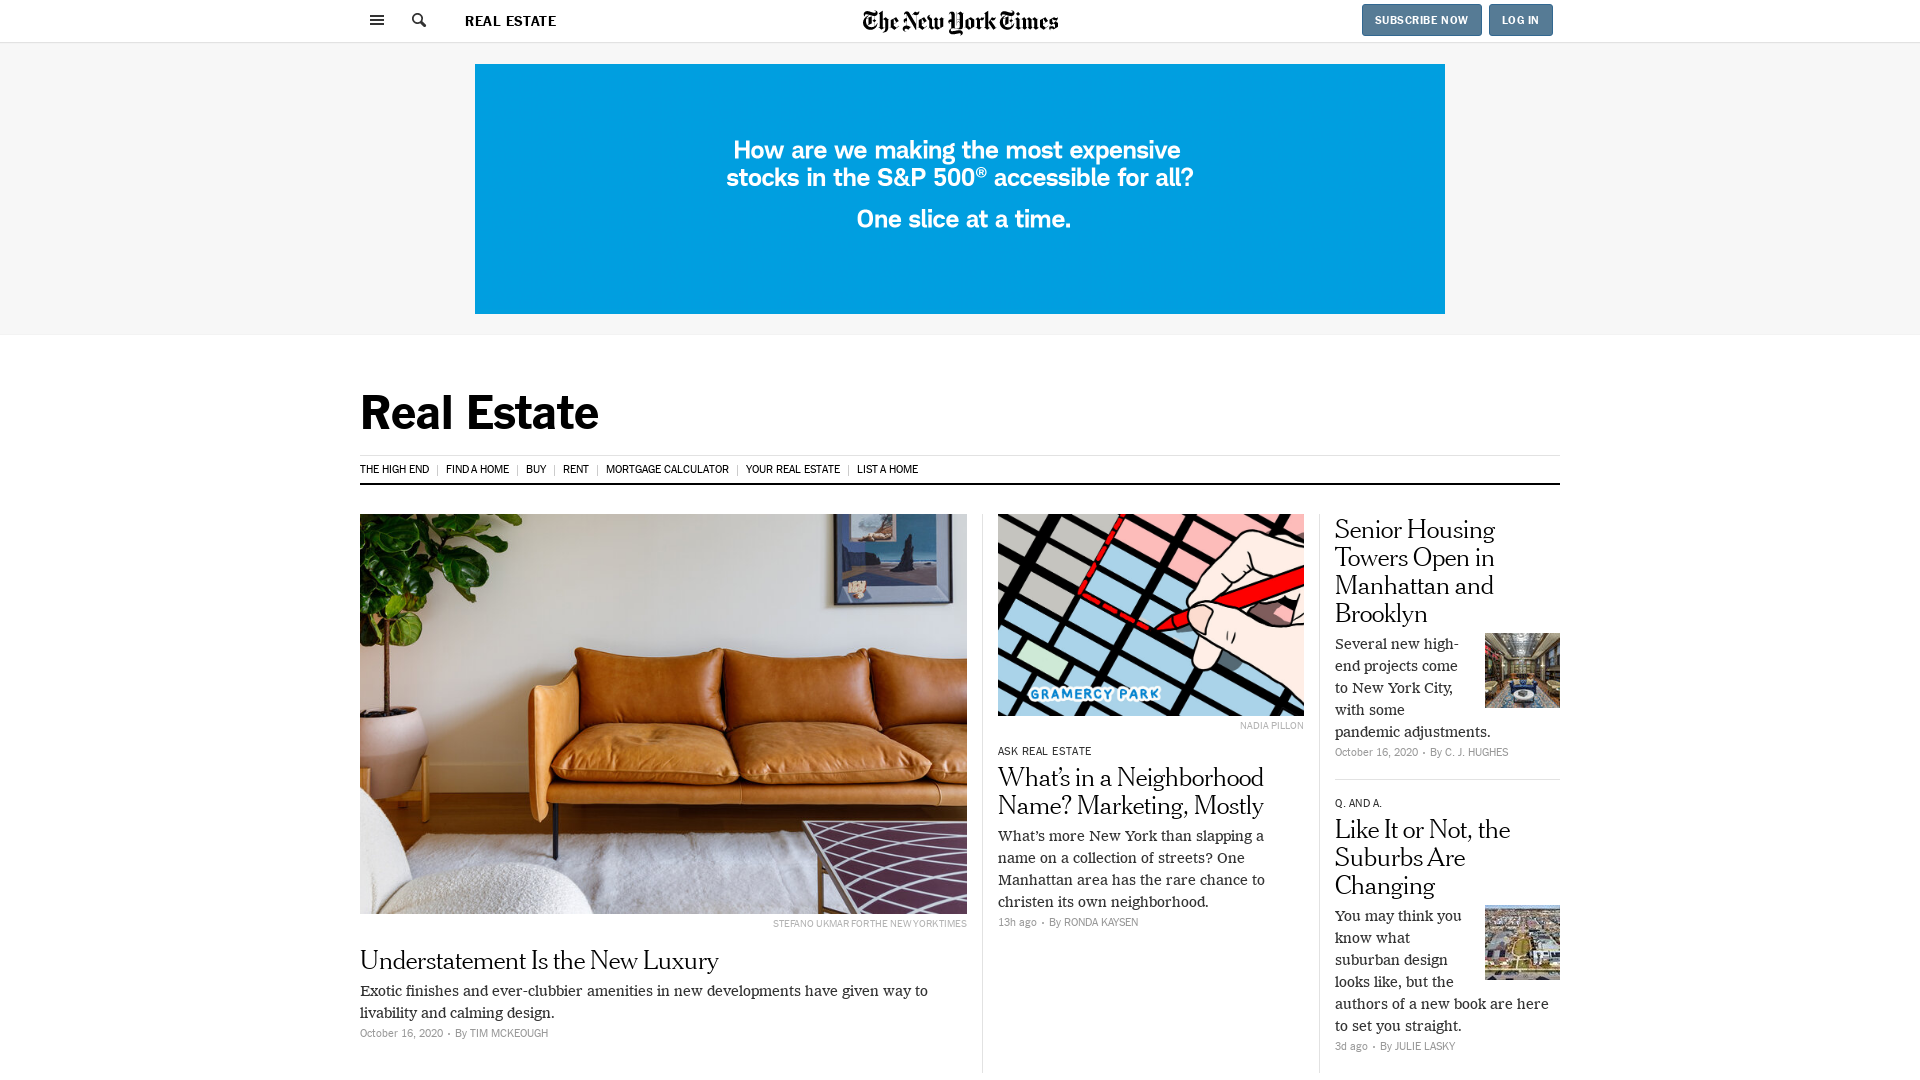 REAL ESTATE
The New York Times
SUBSCRIBE NOW
LOG IN
How are we making the most expensive
stocks in the S&P 500® accessible for all?
One slice at a time.
Real Estate
THE HIGH END
FIND A HOME
BUY
RENT
MORTGAGE CALCULATOR
YOUR REAL ESTATE
LIST A HOME
STEFANO UKMAR FOR THE NEW YORK TIMES
Understatement Is the New Luxury
Exotic finishes and ever-clubbier amenities in new developments have given way to
livability and calming design.
October 16, 2020 • By TIM MCKEOUGH
GRAMERCY PARK
NADIA PILLON
ASK REAL ESTATE
What’s in a Neighborhood
Name? Marketing, Mostly
What’s more New York than slapping a
name on a collection of streets? One
Manhattan area has the rare chance to
christen its own neighborhood.
13h ago • By RONDA KAYSEN
Senior Housing
Towers Open in
Manhattan and
Brooklyn
Several new high-
end projects come
to New York City,
with some
pandemic adjustments.
October 16, 2020 • By C. J. HUGHES
Q. AND A.
Like It or Not, the
Suburbs Are
Changing
You may think you
know what
suburban design
looks like, but the
authors of a new book are here
to set you straight.
3d ago • By JULIE LASKY